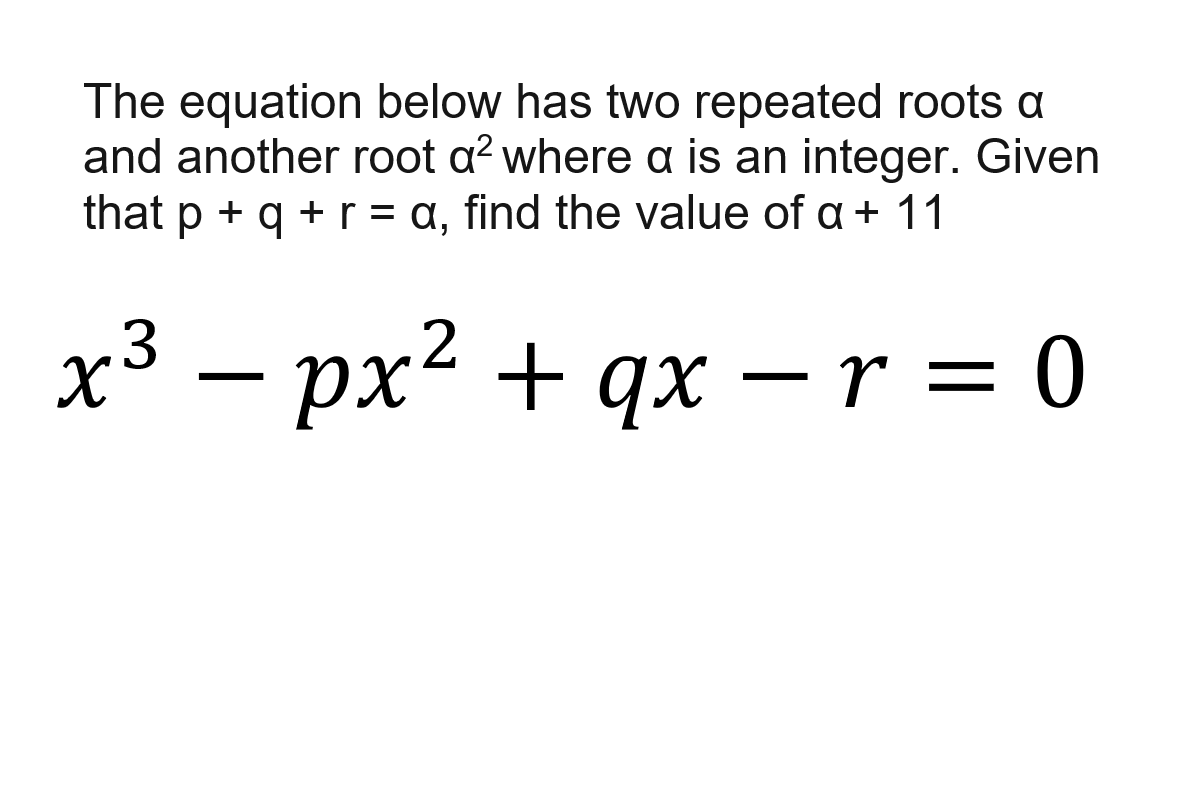 The equation below has two repeated roots α
and another root α² where α is an integer. Given
that p + q + r = α, find the value of α + 11
x³ − px² + qx − r = 0